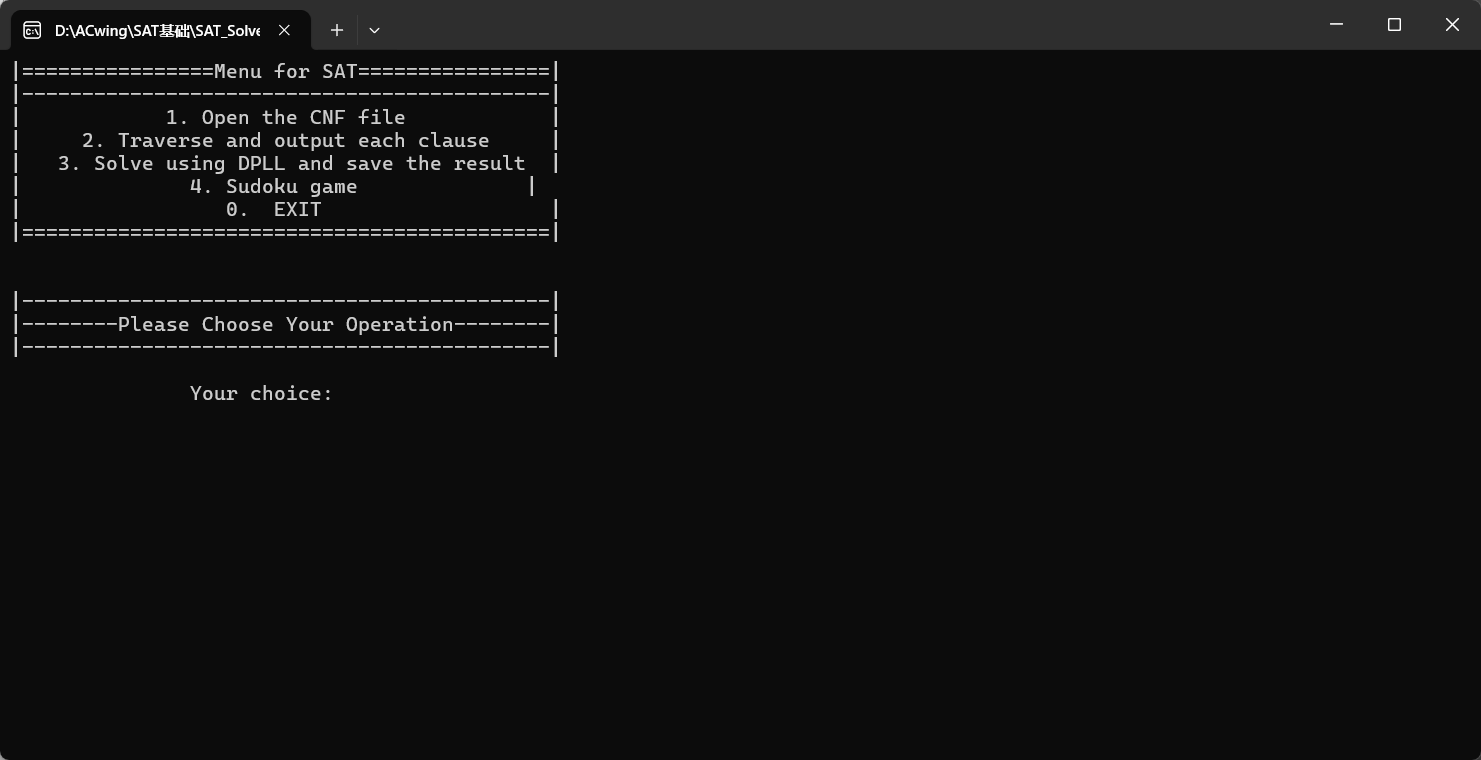 D:\ACwing\SAT基础\SAT_Solve
|================Menu for SAT================|
|--------------------------------------------|
|            1. Open the CNF file            |
|     2. Traverse and output each clause     |
|   3. Solve using DPLL and save the result  |
|              4. Sudoku game              |
|                 0.  EXIT                   |
|============================================|
|--------------------------------------------|
|--------Please Choose Your Operation--------|
|--------------------------------------------|
Your choice: